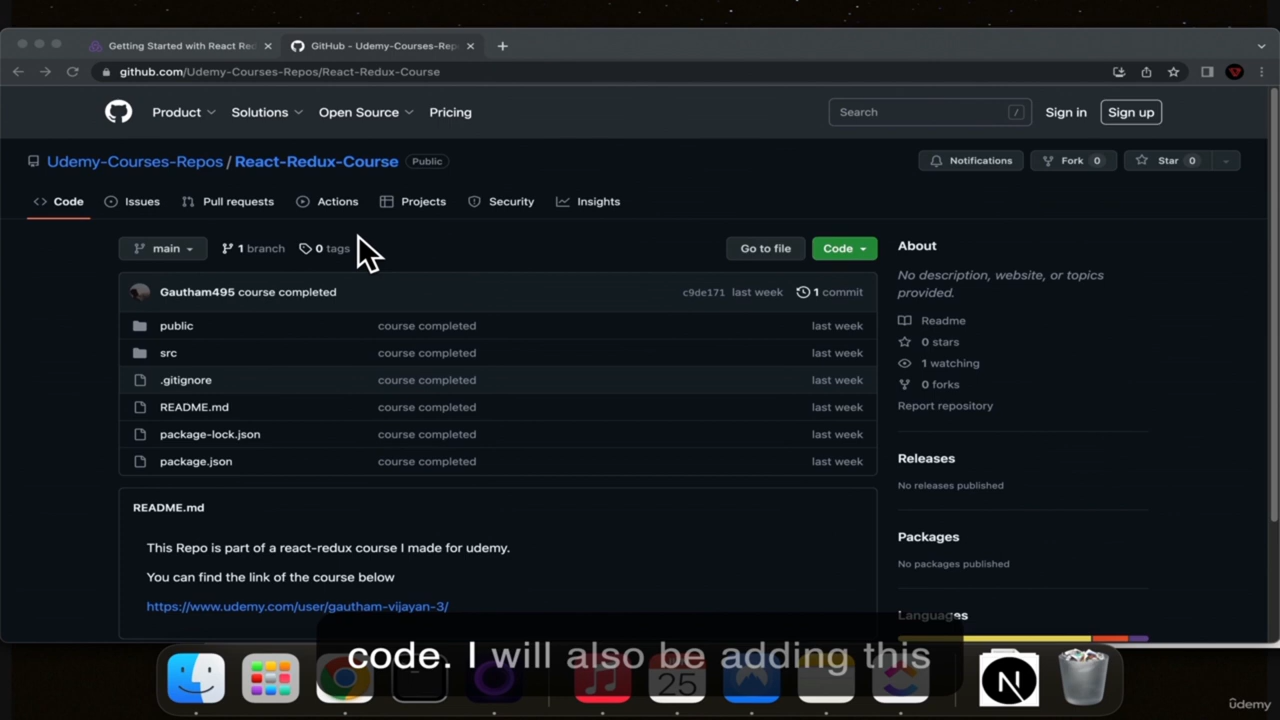 Getting Started with React Red
GitHub - Udemy-Courses-Rep
github.com/Udemy-Courses-Repos/React-Redux-Course
Product Solutions Open Source Pricing Search / Sign in Sign up
Udemy-Courses-Repos / React-Redux-Course Public Notifications Fork 0 Star 0
Code Issues Pull requests Actions Projects Security Insights
main 1 branch 0 tags Go to file Code
Gautham495 course completed c9de171 last week 1 commit
public course completed last week
src course completed last week
.gitignore course completed last week
README.md course completed last week
package-lock.json course completed last week
package.json course completed last week
README.md
This Repo is part of a react-redux course I made for udemy.
You can find the link of the course below
https://www.udemy.com/user/gautham-vijayan-3/
About
No description, website, or topics
provided.
Readme
0 stars
1 watching
0 forks
Report repository
Releases
No releases published
Packages
No packages published
Languages
code. I will also be adding this
25
N
ûdemy